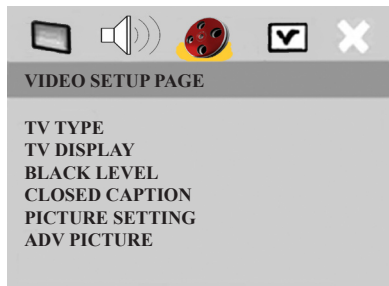 VIDEO SETUP PAGE
TV TYPE
TV DISPLAY
BLACK LEVEL
CLOSED CAPTION
PICTURE SETTING
ADV PICTURE